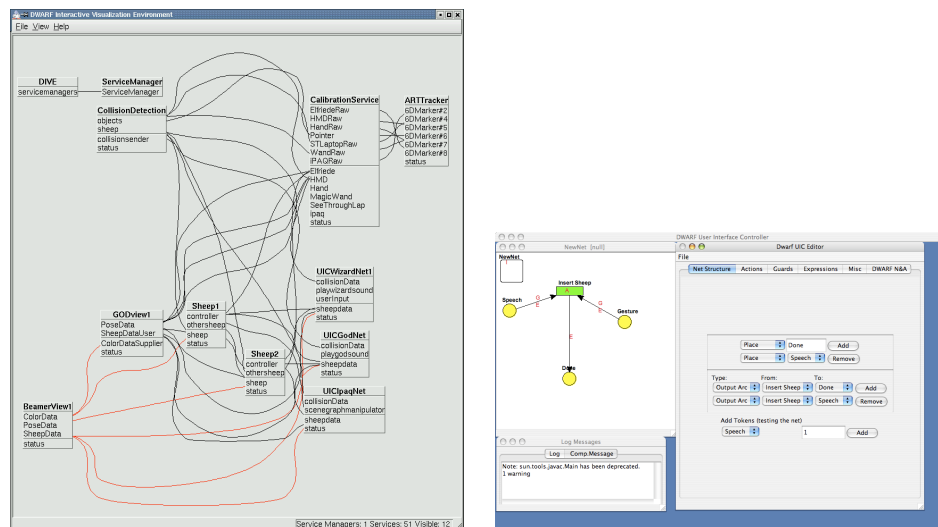 DWARF Interactive Visualization Environment
File View Help
DIVE
servicemanagers
ServiceManager
ServiceManager
CollisionDetection
objects
sheep
collisionsender
status
CalibrationService
ElfriedeRaw
HMDRaw
HandRaw
Pointer
STLaptopRaw
WandRaw
IPAQRaw
Elfriede
HMD
Hand
MagicWand
SeeThroughLap
ipaq
status
ARTTracker
6DMarker#2
6DMarker#4
6DMarker#5
6DMarker#6
6DMarker#7
6DMarker#8
status
UICWizardNet1
collisionData
playwizardsound
userInput
sheepdata
status
GODview1
PoseData
SheepDataUser
ColorDataSupplier
status
Sheep1
controller
othersheep
sheep
status
Sheep2
controller
othersheep
sheep
status
UICGodNet
collisionData
playgodsound
sheepdata
status
UICIpaqNet
collisionData
scenegraphmanipulator
sheepdata
status
BeamerView1
ColorData
PoseData
SheepData
status
Service Managers: 1 Services: 51 Visible: 12
DWARF User Interface Controller
NewNet [null]
NewNet
Insert Sheep
A
Speech
G
E
G
E
Gesture
E
Done
Log Messages
Log Comp.Message
Note: sun.tools.javac.Main has been deprecated.
1 warning
Dwarf UIC Editor
File
Net Structure Actions Guards Expressions Misc DWARF N&A
Place Done Add
Place Speech Remove
Type: From: To:
Output Arc Insert Sheep Done Add
Output Arc Insert Sheep Speech Remove
Add Tokens (testing the net)
Speech 1 Add